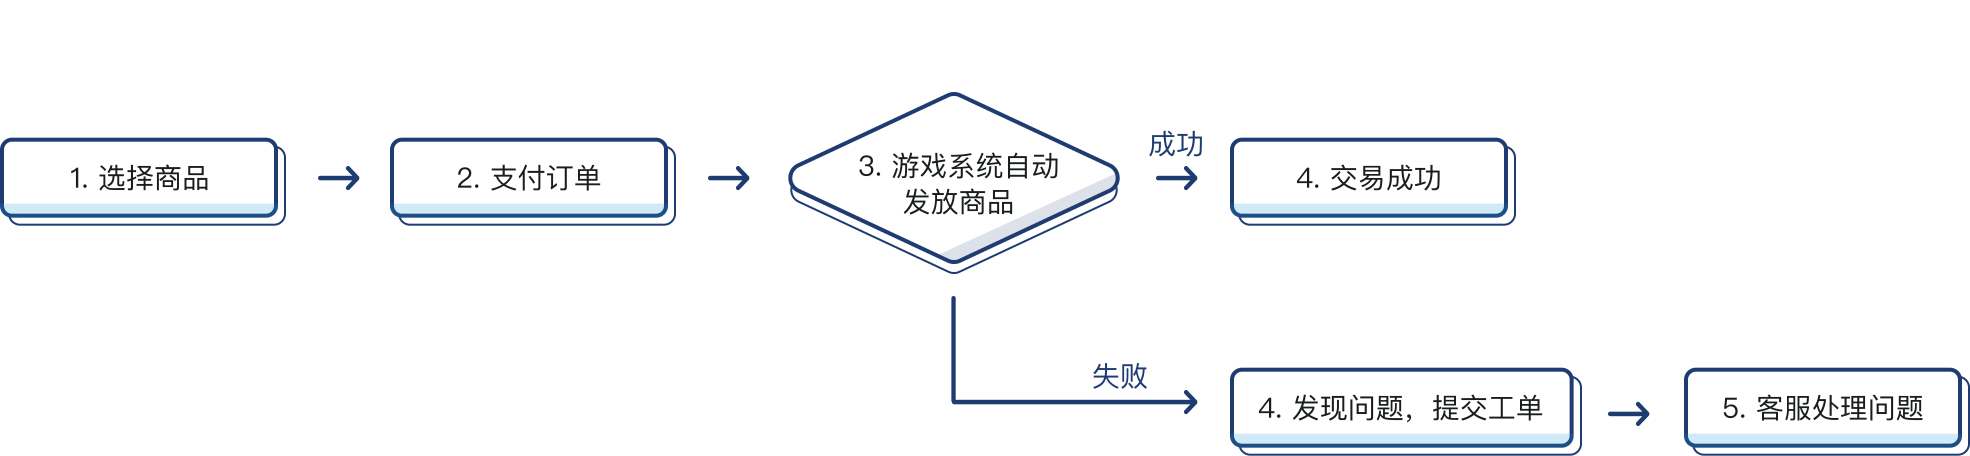 1. 选择商品
2. 支付订单
3. 游戏系统自动
发放商品
成功
4. 交易成功
失败
4. 发现问题，提交工单
5. 客服处理问题